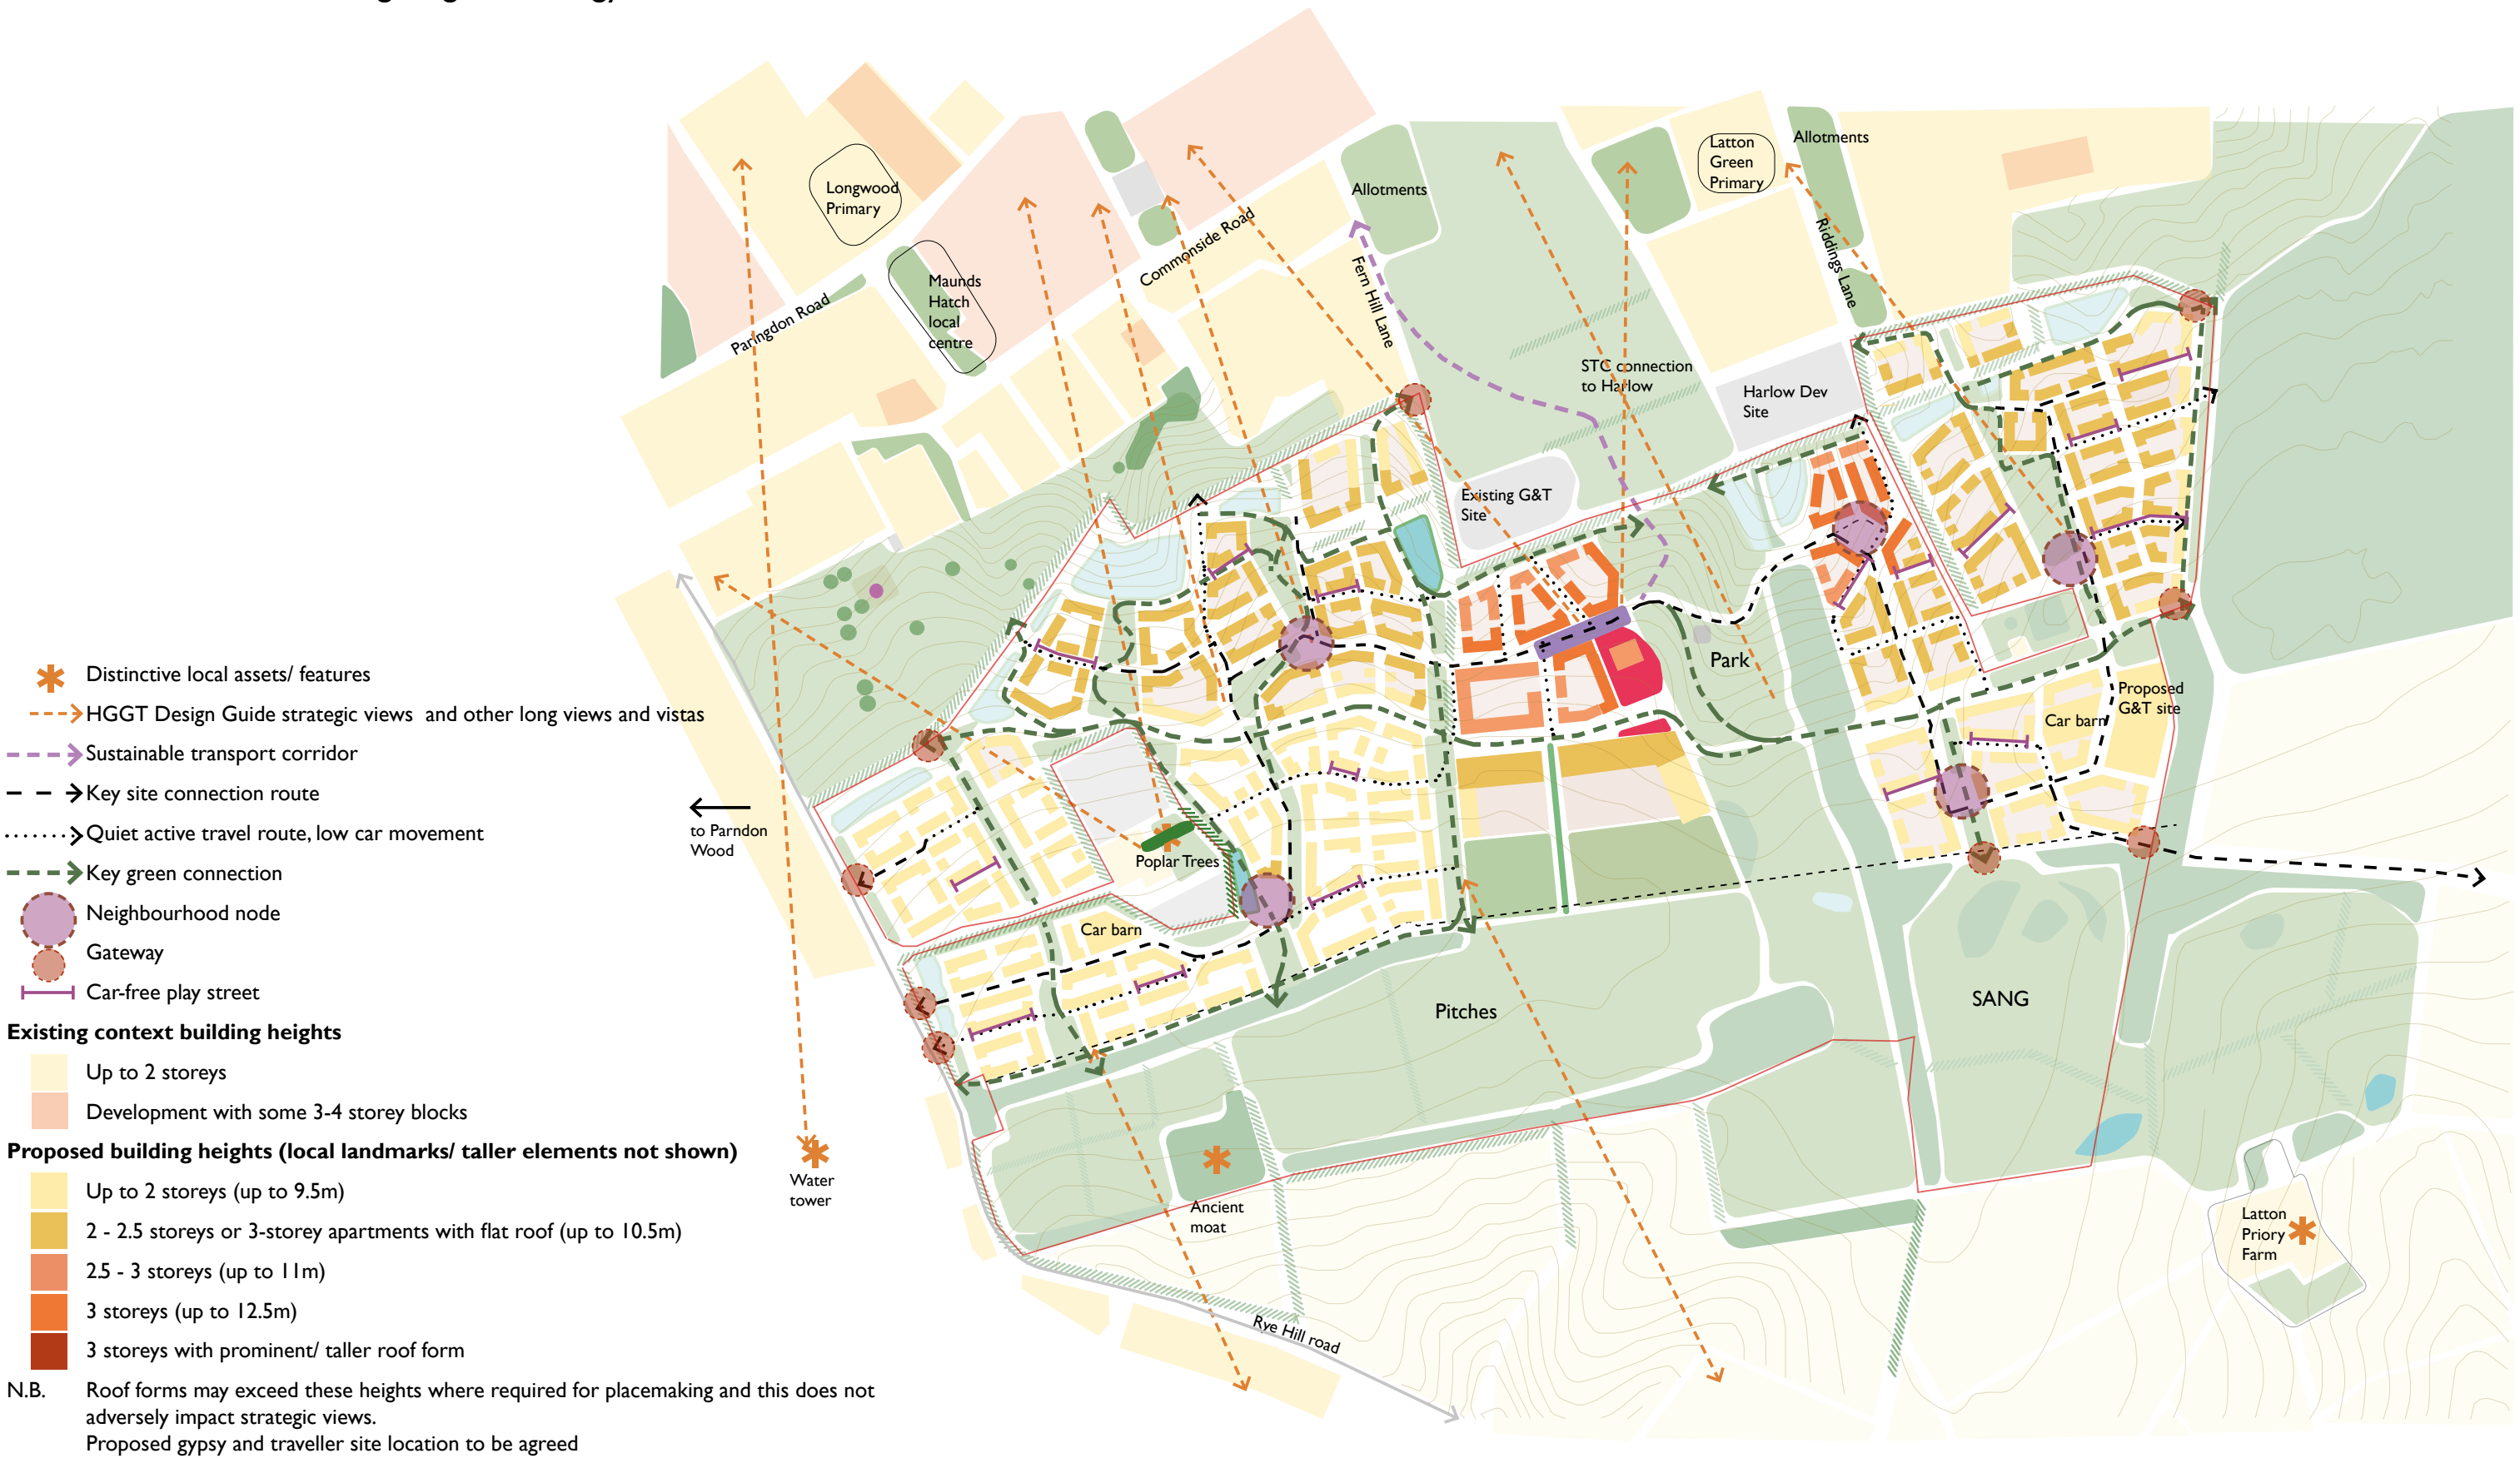 Longwood
Primary
Maunds
Hatch
local
centre
Paringdon Road
Commonside Road
Allotments
Fern Hill Lane
Latton
Green
Primary
Allotments
Riddings Lane
STC connection
to Harlow
Harlow Dev
Site
Existing G&T
Site
Park
Proposed
G&T site
Car barn
to Parndon
Wood
Poplar Trees
Car barn
Pitches
SANG
Water
tower
Ancient
moat
Latton
Priory
Farm
Rye Hill road
Distinctive local assets/ features
HGGT Design Guide strategic views and other long views and vistas
Sustainable transport corridor
Key site connection route
Quiet active travel route, low car movement
Key green connection
Neighbourhood node
Gateway
Car-free play street
Existing context building heights
Up to 2 storeys
Development with some 3-4 storey blocks
Proposed building heights (local landmarks/ taller elements not shown)
Up to 2 storeys (up to 9.5m)
2 - 2.5 storeys or 3-storey apartments with flat roof (up to 10.5m)
2.5 - 3 storeys (up to 11m)
3 storeys (up to 12.5m)
3 storeys with prominent/ taller roof form
N.B. Roof forms may exceed these heights where required for placemaking and this does not
adversely impact strategic views.
Proposed gypsy and traveller site location to be agreed